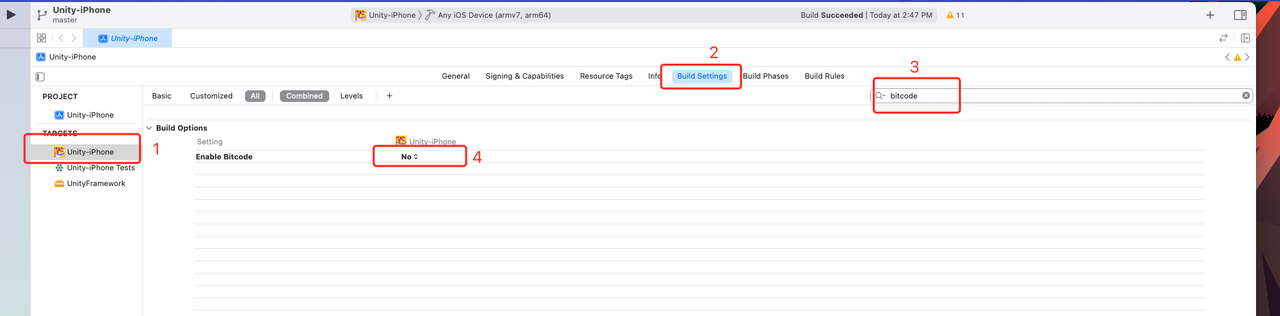 Unity-iPhone
master
Unity-iPhone 〉 Any iOS Device (armv7, arm64)
Build Succeeded | Today at 2:47 PM
11
Unity-iPhone
Unity-iPhone
2
General Signing & Capabilities Resource Tags Info Build Settings Build Phases Build Rules
3
PROJECT
Basic Customized All Combined Levels +
bitcode
Unity-iPhone
TARGETS
Build Options
Setting Unity-iPhone
Unity-iPhone
1
Enable Bitcode No
4
Unity-iPhone Tests
UnityFramework